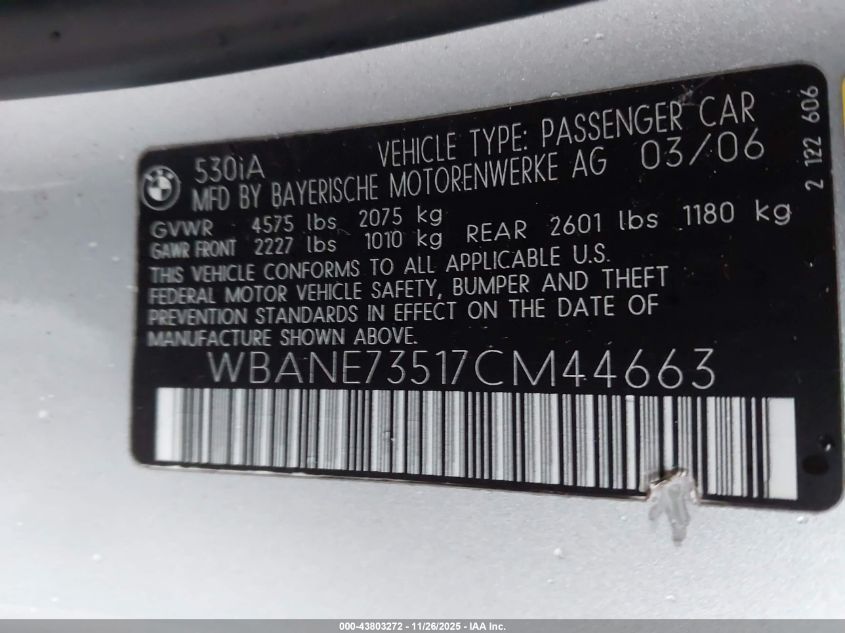 530iA VEHICLE TYPE: PASSENGER CAR
MFD BY BAYERISCHE MOTORENWERKE AG 03/06
GVWR 4575 lbs 2075 kg
GAWR FRONT 2227 lbs 1010 kg REAR 2601 lbs 1180 kg
THIS VEHICLE CONFORMS TO ALL APPLICABLE U.S.
FEDERAL MOTOR VEHICLE SAFETY, BUMPER AND THEFT
PREVENTION STANDARDS IN EFFECT ON THE DATE OF
MANUFACTURE SHOWN ABOVE.
WBANE73517CM44663
2 122 606
000-43803272 - 11/26/2025 - IAA Inc.